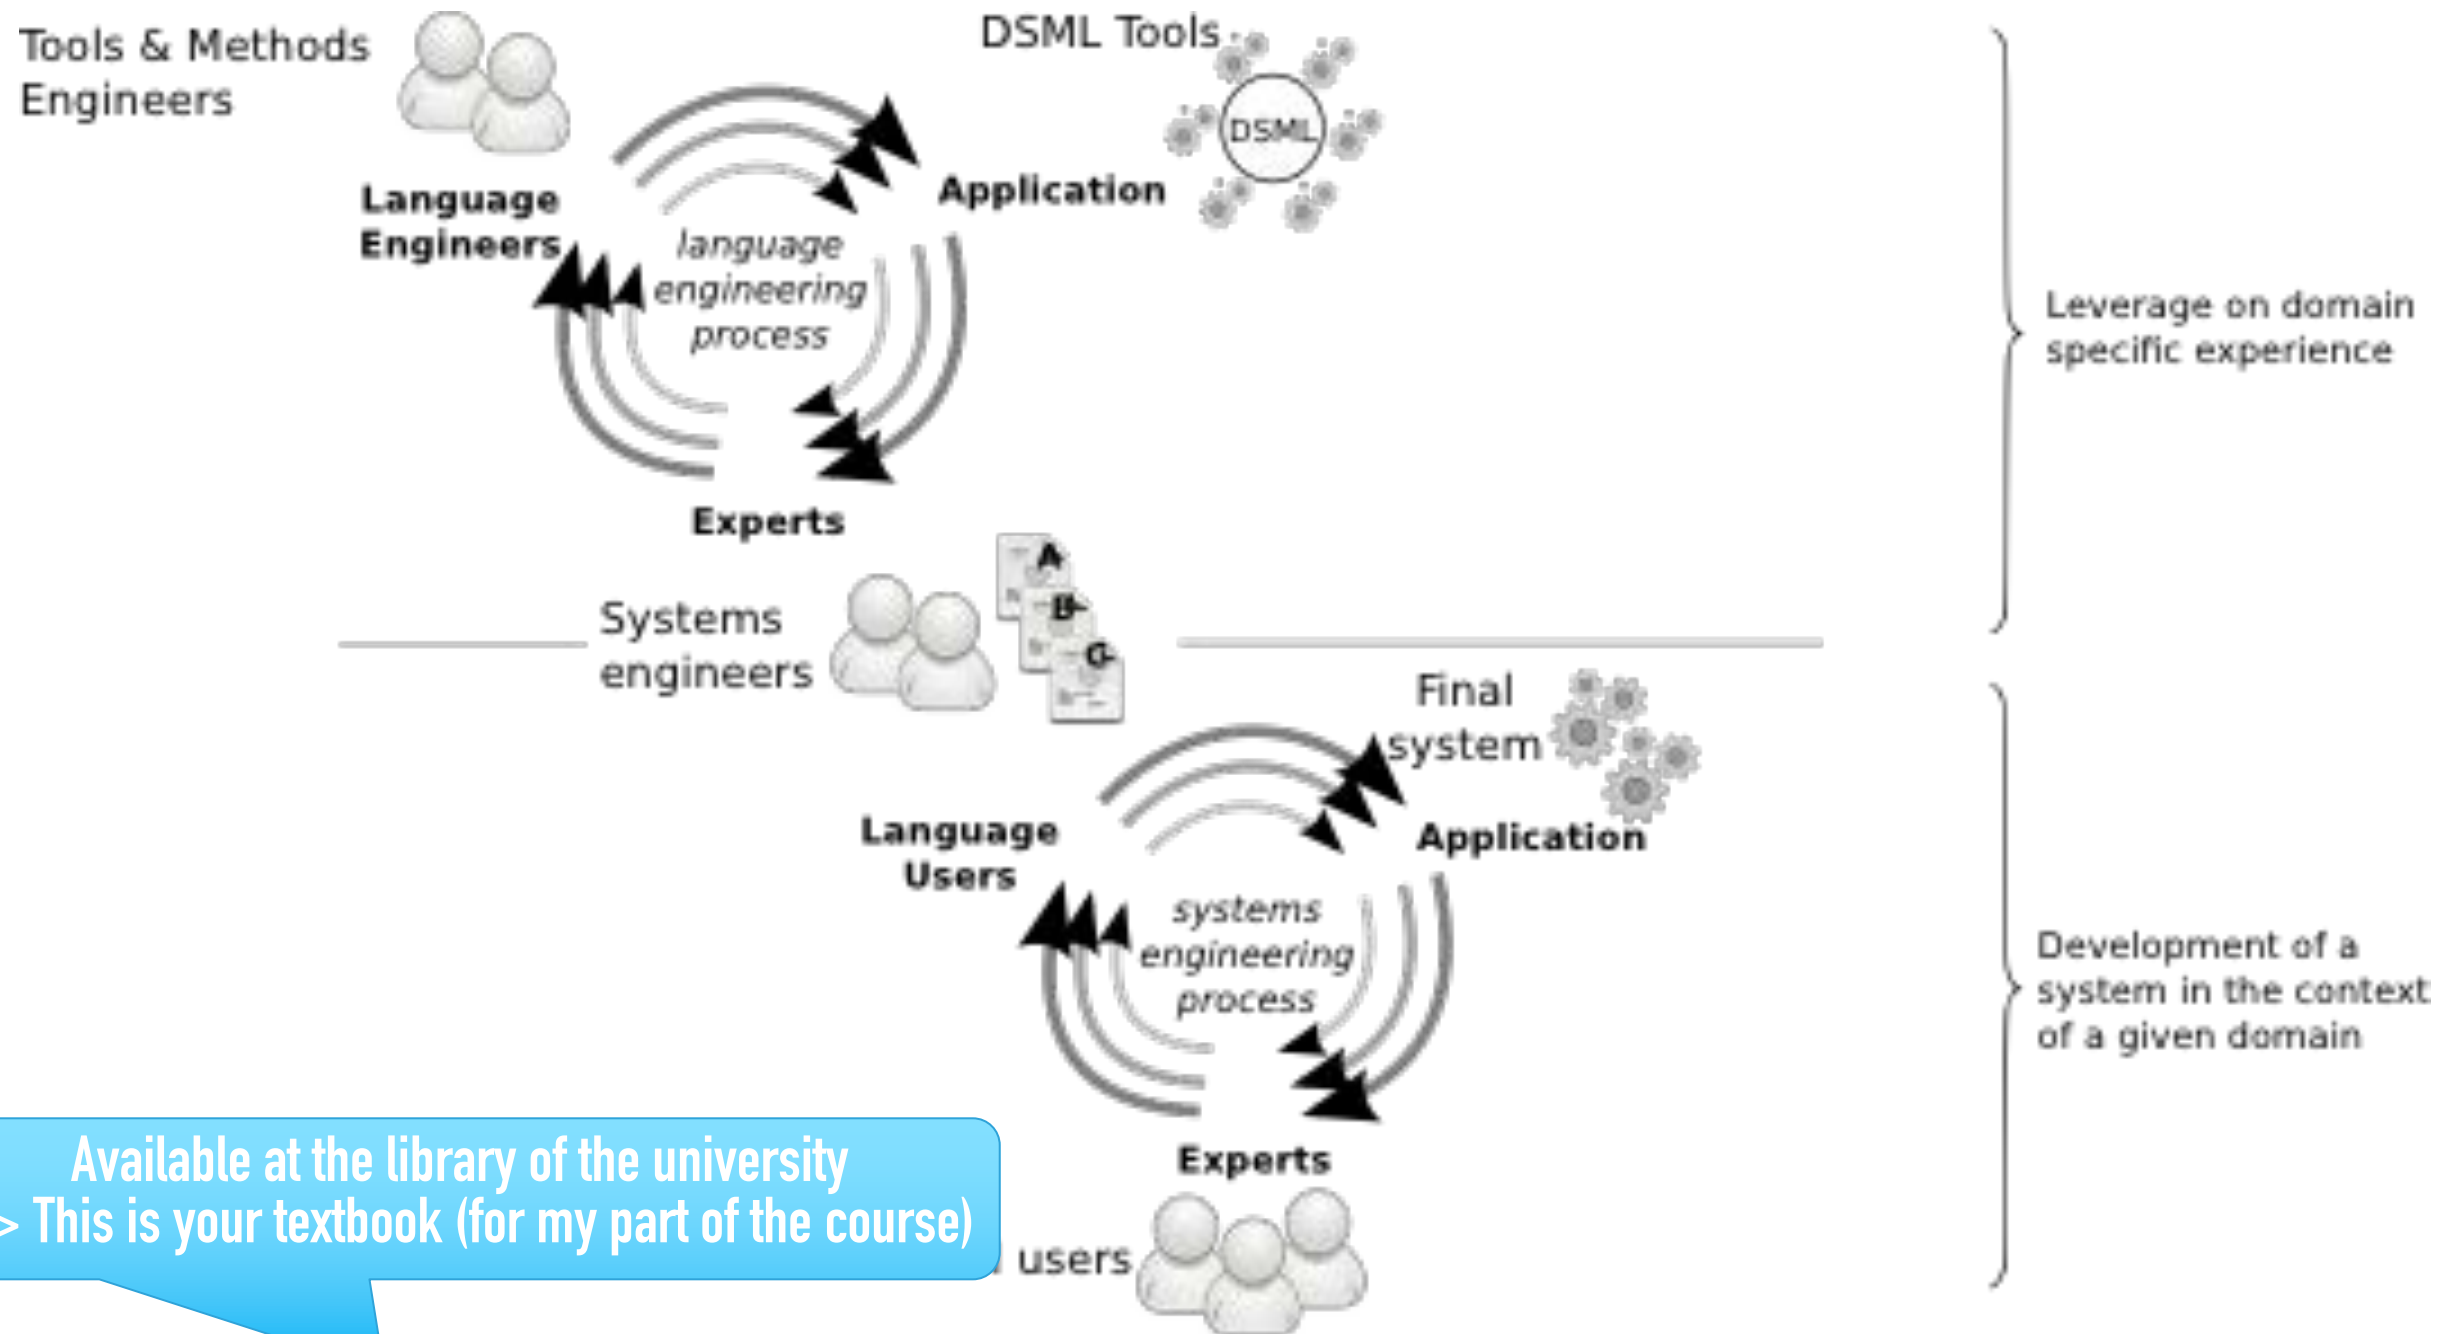 Tools & Methods
Engineers
DSML Tools
DSML
Language
Engineers
Application
language
engineering
process
Experts
Leverage on domain
specific experience
A
B
C
Systems
engineers
Final
system
Language
Users
Application
systems
engineering
process
Experts
users
Development of a
system in the context
of a given domain
Available at the library of the university
> This is your textbook (for my part of the course)